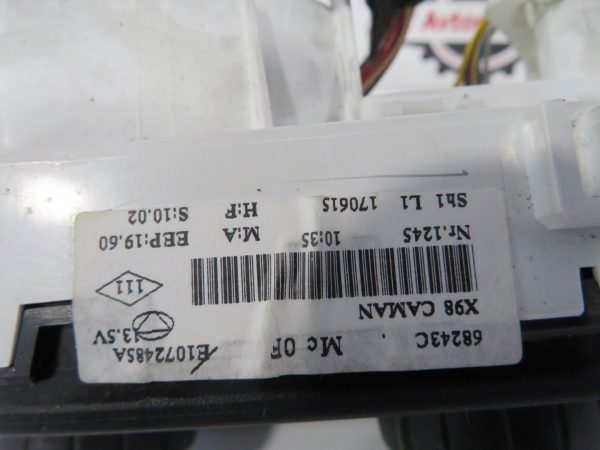 68243C Mc 0F E1072485A
13.5V
X98 CAMAN
111
Nr.1245 10:35 M:A EEP:19.60
Sh1 L1 170615 H:F S:10.02